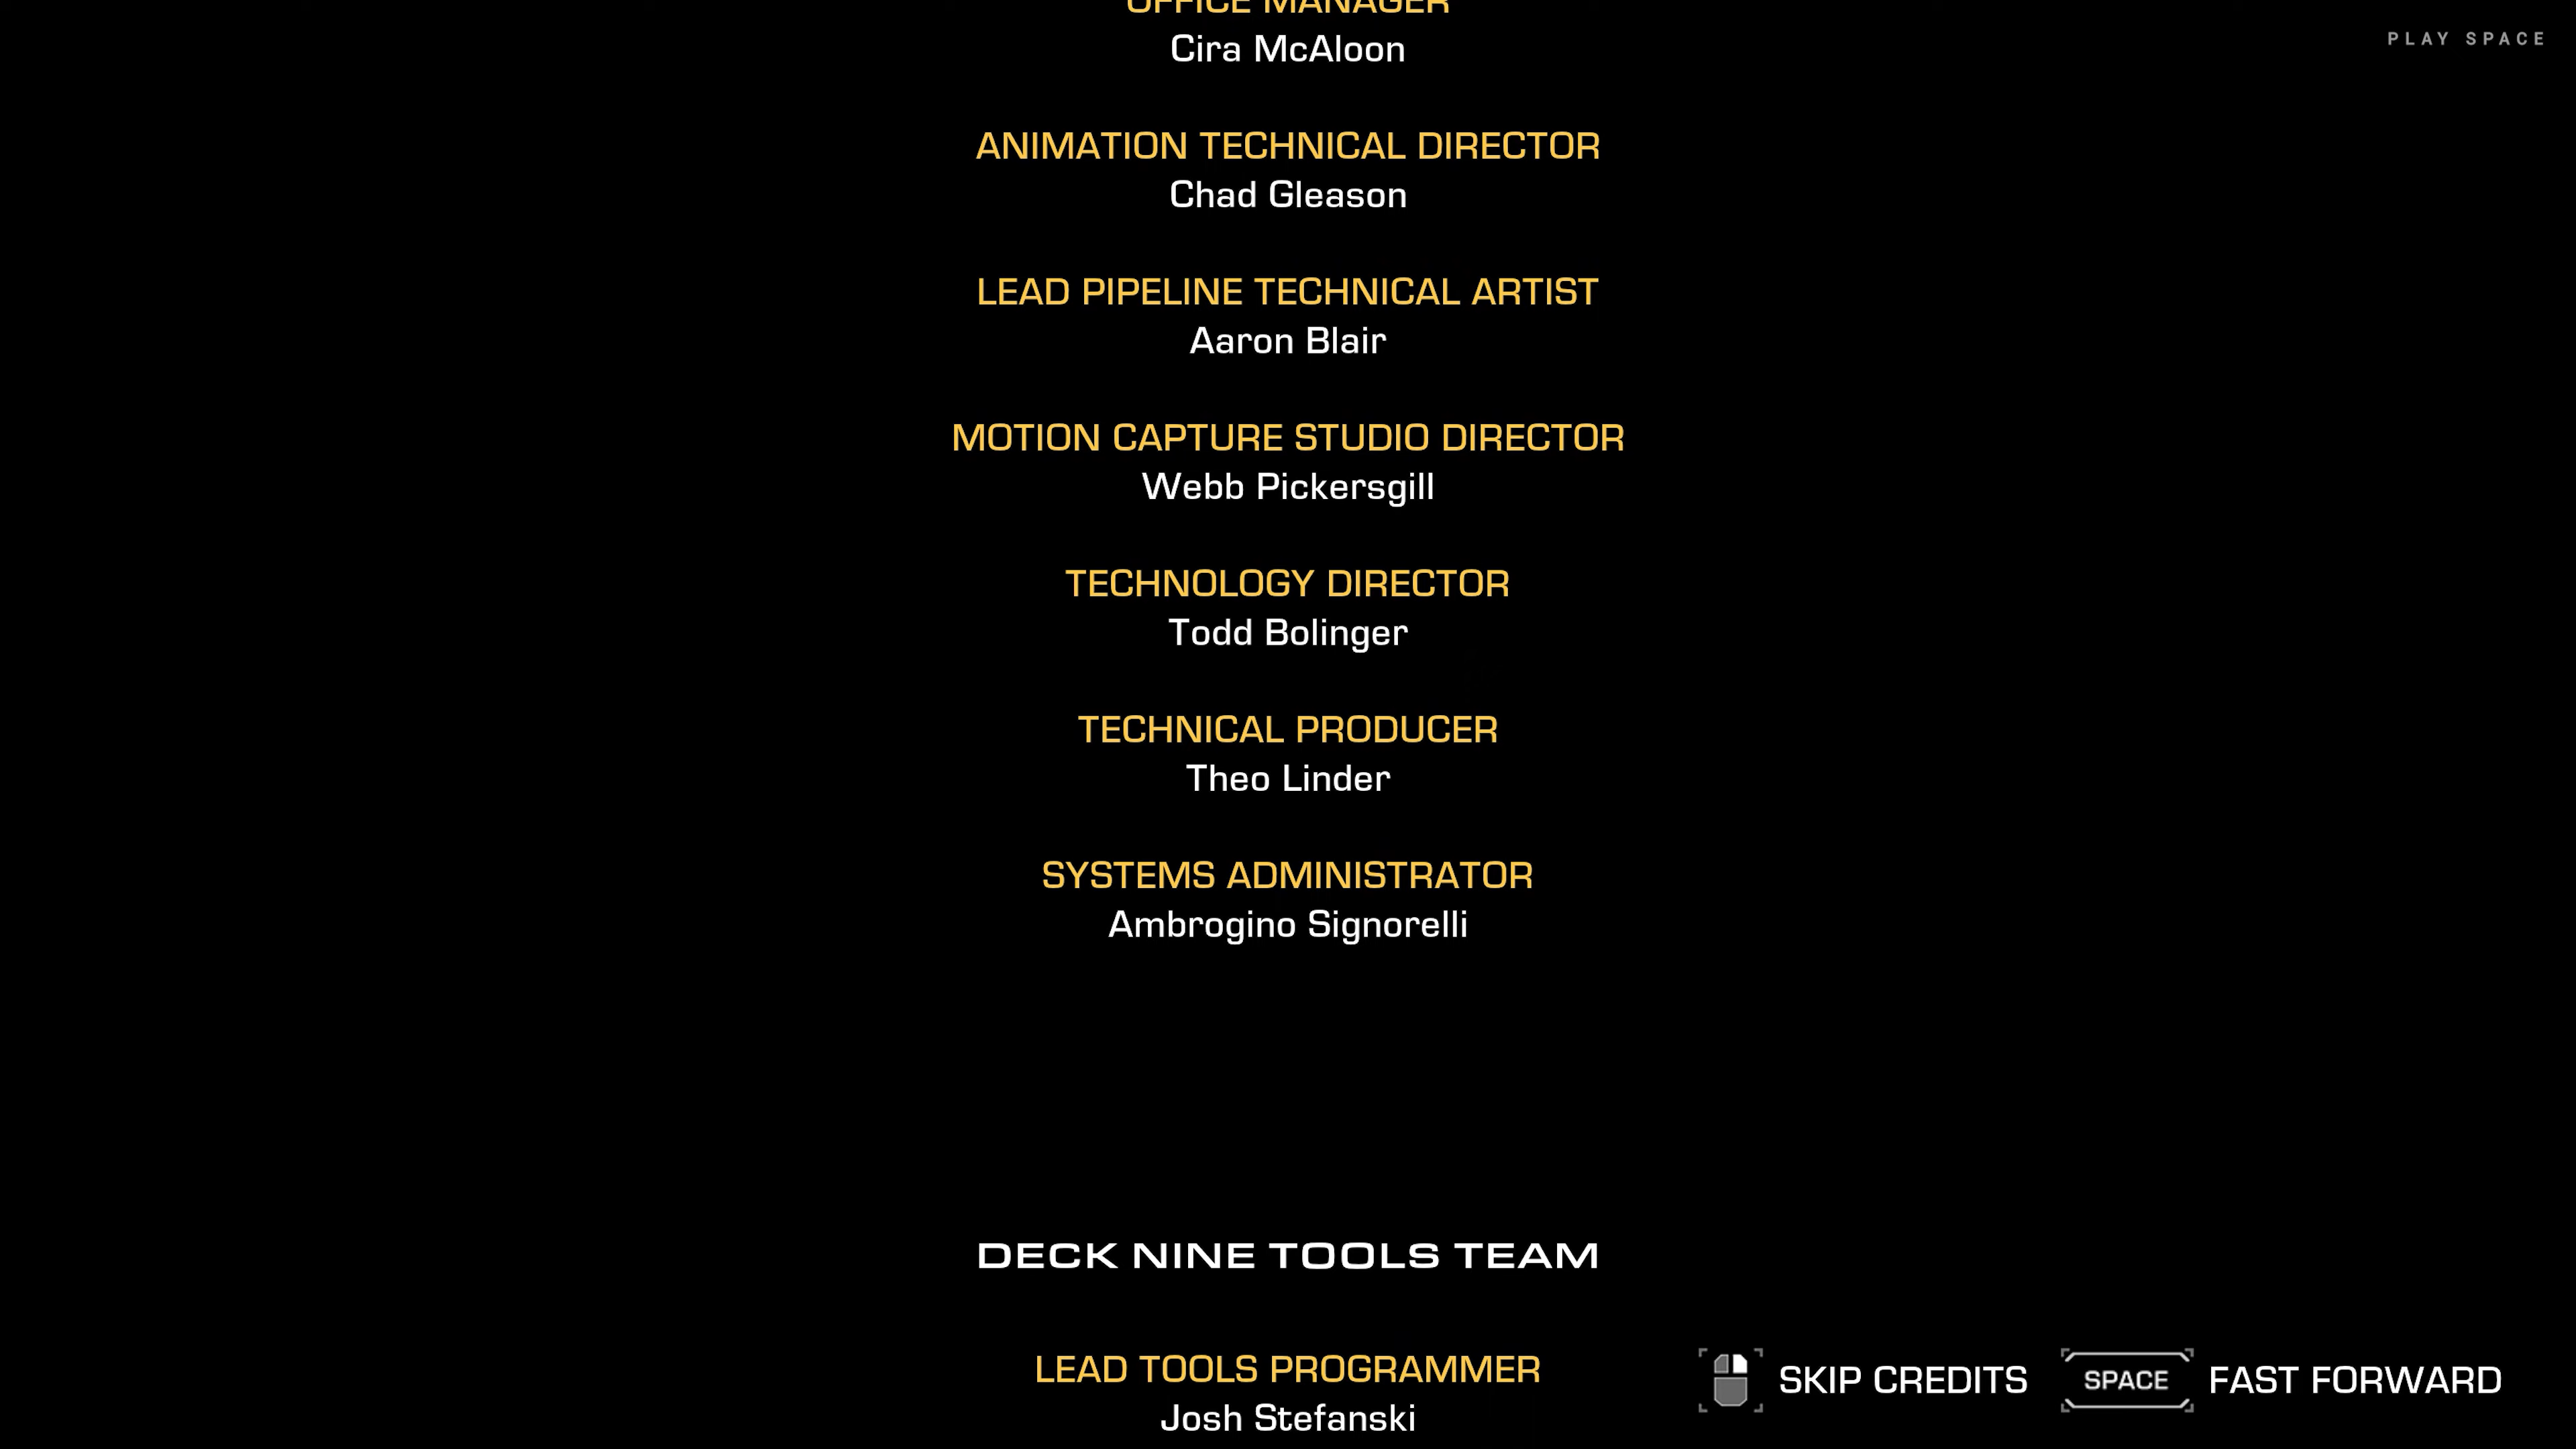 OFFICE MANAGER
Cira McAloon
PLAY SPACE
ANIMATION TECHNICAL DIRECTOR
Chad Gleason
LEAD PIPELINE TECHNICAL ARTIST
Aaron Blair
MOTION CAPTURE STUDIO DIRECTOR
Webb Pickersgill
TECHNOLOGY DIRECTOR
Todd Bolinger
TECHNICAL PRODUCER
Theo Linder
SYSTEMS ADMINISTRATOR
Ambrogino Signorelli
DECK NINE TOOLS TEAM
LEAD TOOLS PROGRAMMER
Josh Stefanski
SKIP CREDITS
SPACE FAST FORWARD